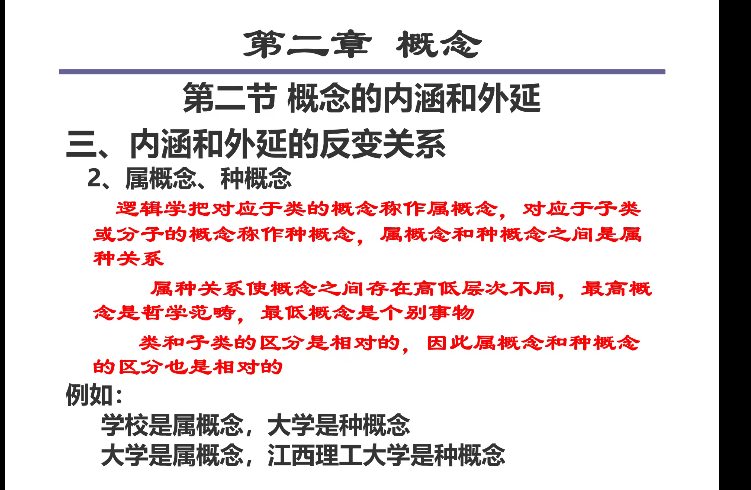 第二章 概念
第二节 概念的内涵和外延
三、内涵和外延的反变关系
2、属概念、种概念
逻辑学把对应于类的概念称作属概念，对应于子类
或分子的概念称作种概念，属概念和种概念之间是属
种关系
属种关系使概念之间存在高低层次不同，最高概
念是哲学范畴，最低概念是个别事物
类和子类的区分是相对的，因此属概念和种概念
的区分也是相对的
例如：
学校是属概念，大学是种概念
大学是属概念，江西理工大学是种概念